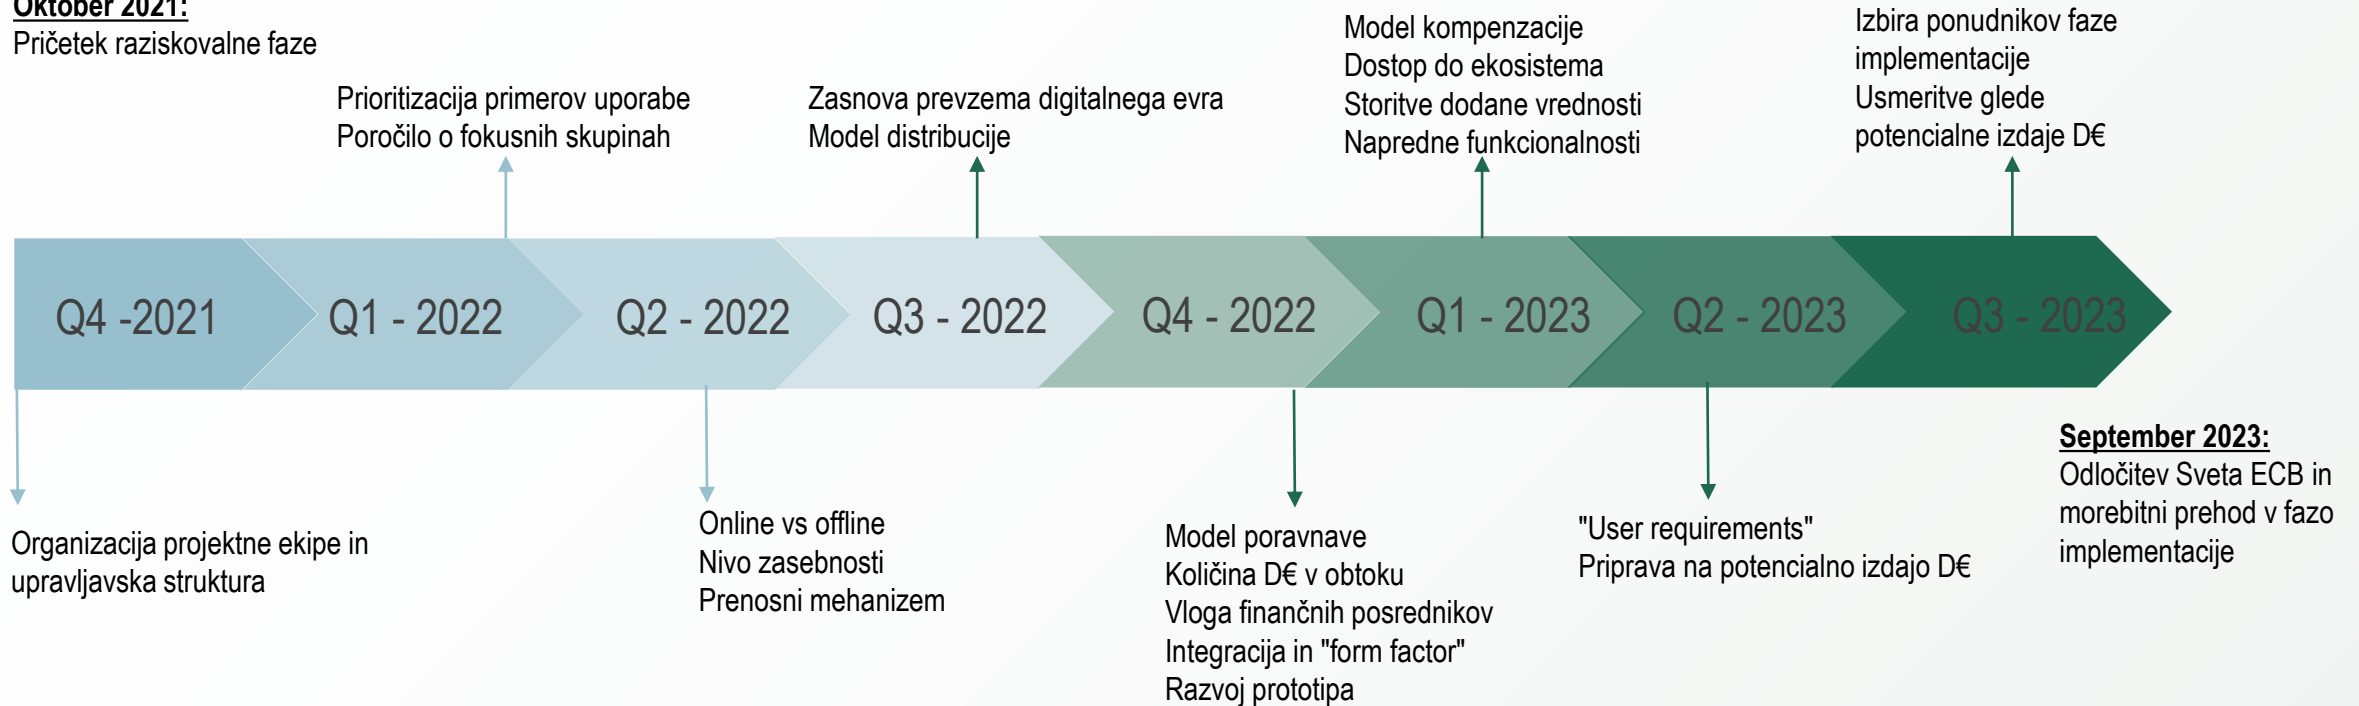 Oktober 2021:
Pričetek raziskovalne faze
Prioritizacija primerov uporabe
Poročilo o fokusnih skupinah
Zasnova prevzema digitalnega evra
Model distribucije
Model kompenzacije
Dostop do ekosistema
Storitve dodane vrednosti
Napredne funkcionalnosti
Izbira ponudnikov faze
implementacije
Usmeritve glede
potencialne izdaje D€
Q4 -2021
Q1 - 2022
Q2 - 2022
Q3 - 2022
Q4 - 2022
Q1 - 2023
Q2 - 2023
Q3 - 2023
Organizacija projektne ekipe in
upravljavska struktura
Online vs offline
Nivo zasebnosti
Prenosni mehanizem
Model poravnave
Količina D€ v obtoku
Vloga finančnih posrednikov
Integracija in "form factor"
Razvoj prototipa
"User requirements"
Priprava na potencialno izdajo D€
September 2023:
Odločitev Sveta ECB in
morebitni prehod v fazo
implementacije